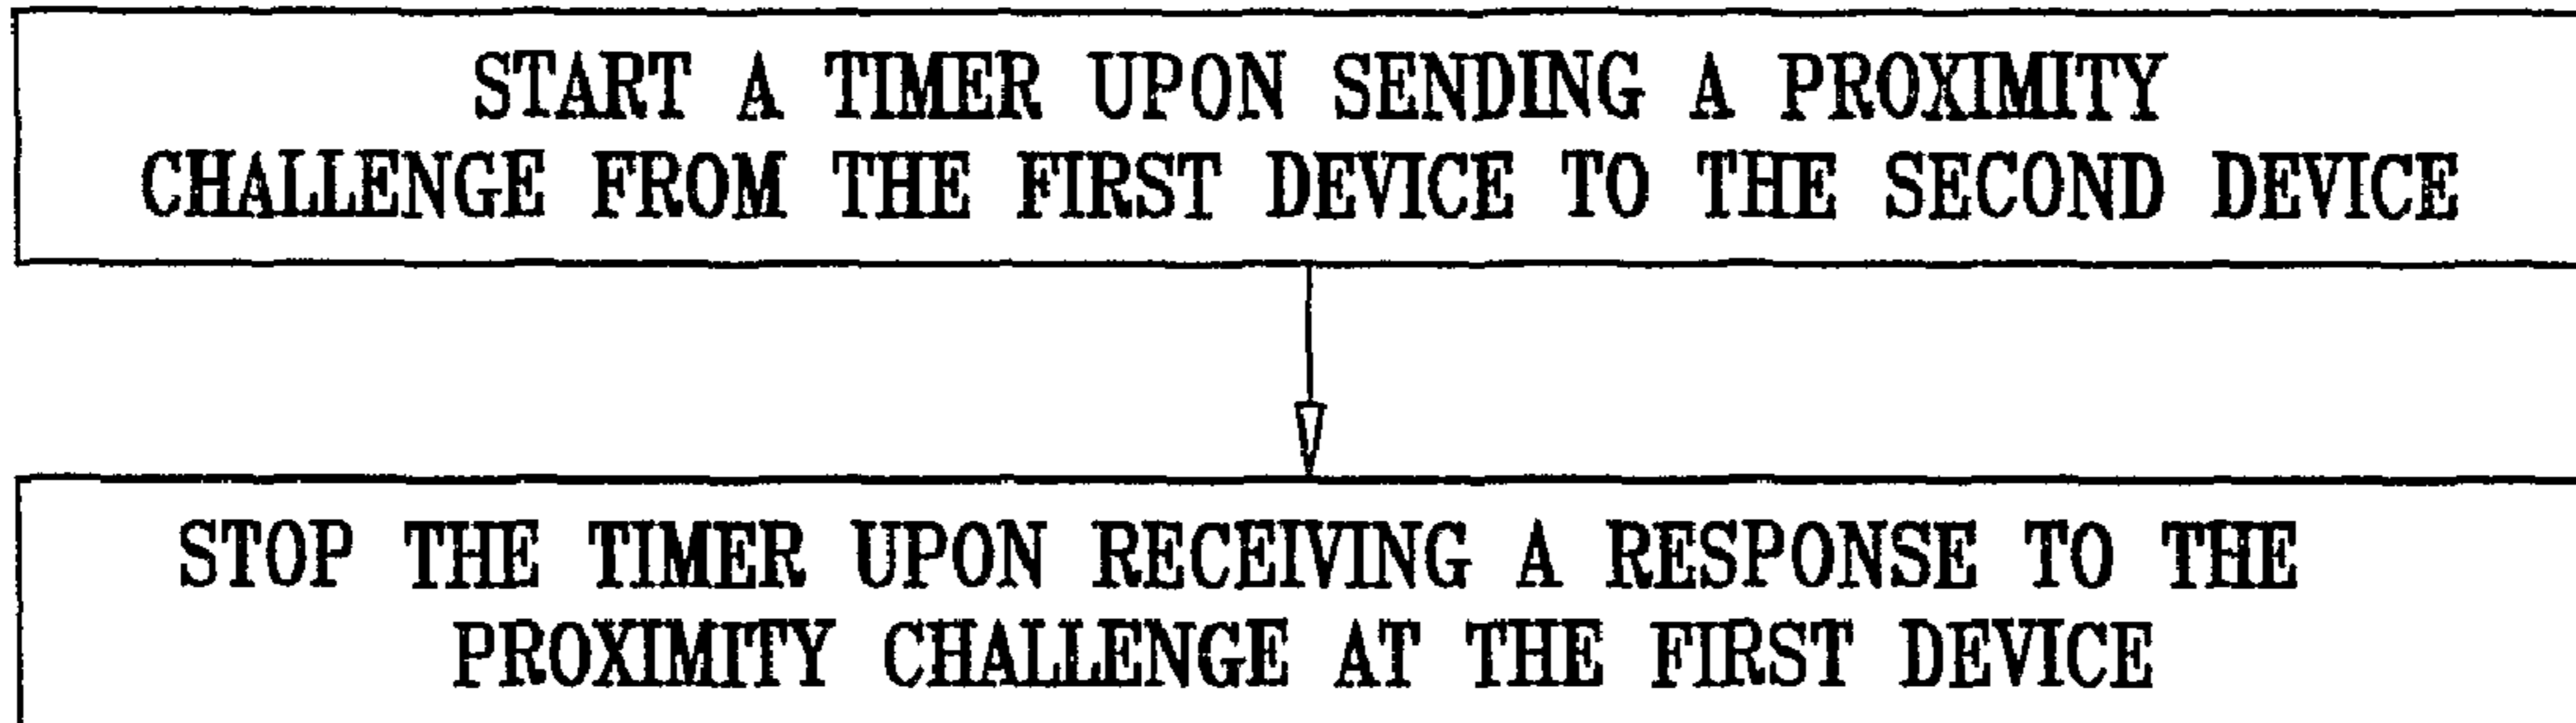 START A TIMER UPON SENDING A PROXIMITY
CHALLENGE FROM THE FIRST DEVICE TO THE SECOND DEVICE
STOP THE TIMER UPON RECEIVING A RESPONSE TO THE
PROXIMITY CHALLENGE AT THE FIRST DEVICE